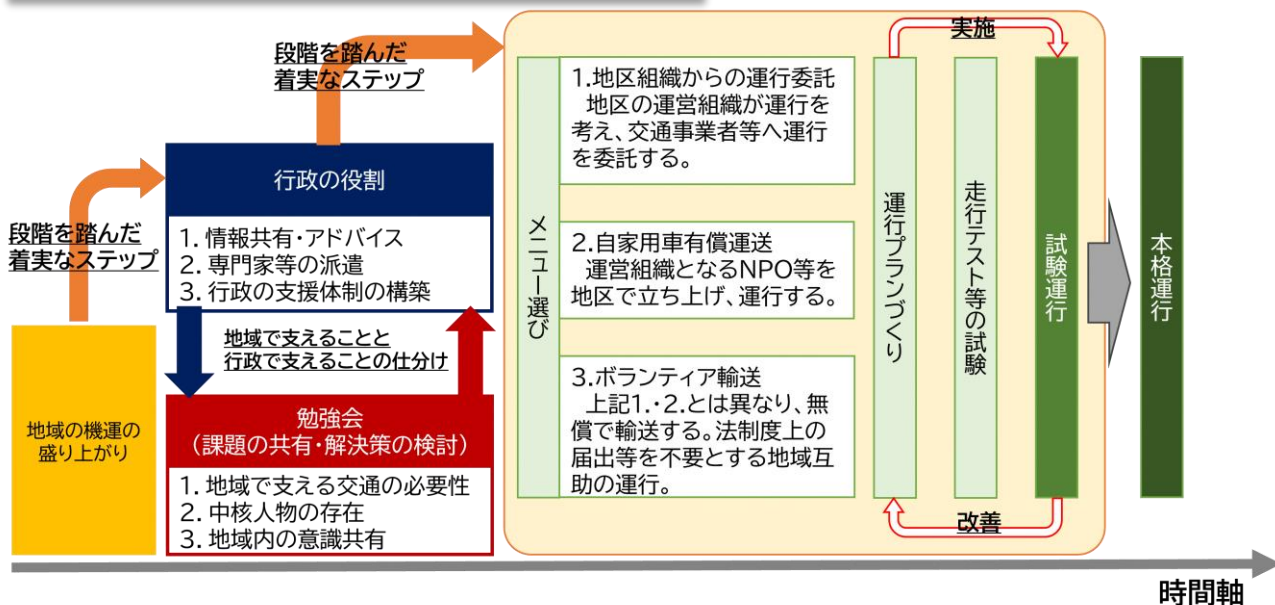 段階を踏んだ
着実なステップ
地域の機運の
盛り上がり
段階を踏んだ
着実なステップ
行政の役割
1. 情報共有・アドバイス
2. 専門家等の派遣
3. 行政の支援体制の構築
地域で支えることと
行政で支えることの仕分け
勉強会
（課題の共有・解決策の検討）
1. 地域で支える交通の必要性
2. 中核人物の存在
3. 地域内の意識共有
メニュー選び
1.地区組織からの運行委託
地区の運営組織が運行を
考え、交通事業者等へ運行
を委託する。
2.自家用車有償運送
運営組織となるNPO等を
地区で立ち上げ、運行する。
3.ボランティア輸送
上記1.・2.とは異なり、無
償で輸送する。法制度上の
届出等を不要とする地域互
助の運行。
実施
運行プランづくり
走行テスト等の試験
試験運行
改善
本格運行
時間軸